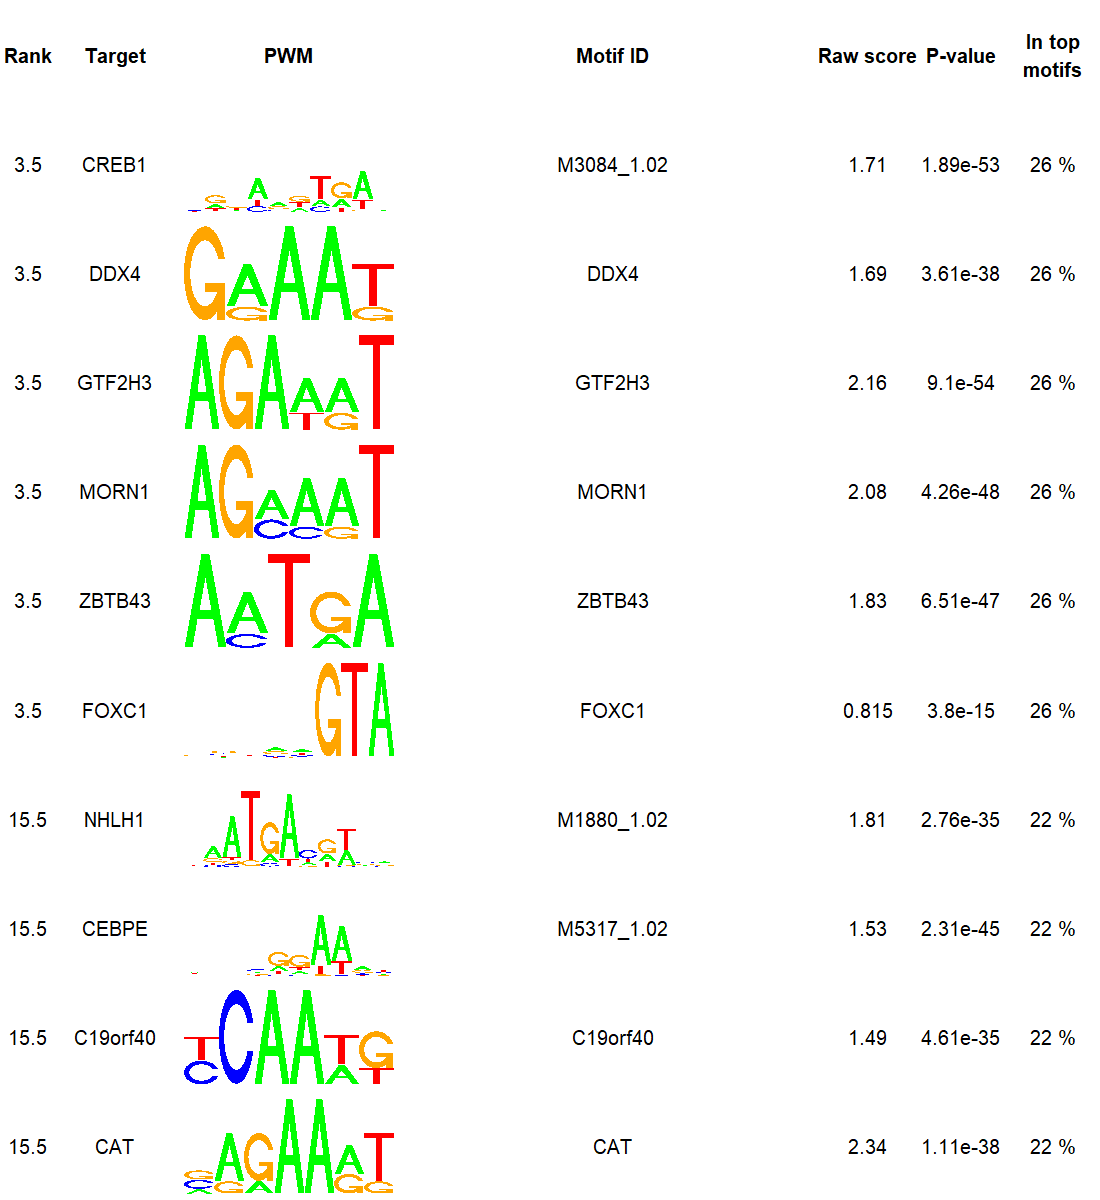 Rank Target PWM Motif ID Raw score P-value In top motifs
3.5 CREB1 M3084_1.02 1.71 1.89e-53 26 %
3.5 DDX4 DDX4 1.69 3.61e-38 26 %
3.5 GTF2H3 GTF2H3 2.16 9.1e-54 26 %
3.5 MORN1 MORN1 2.08 4.26e-48 26 %
3.5 ZBTB43 ZBTB43 1.83 6.51e-47 26 %
3.5 FOXC1 FOXC1 0.815 3.8e-15 26 %
15.5 NHLH1 M1880_1.02 1.81 2.76e-35 22 %
15.5 CEBPE M5317_1.02 1.53 2.31e-45 22 %
15.5 C19orf40 C19orf40 1.49 4.61e-35 22 %
15.5 CAT CAT 2.34 1.11e-38 22 %